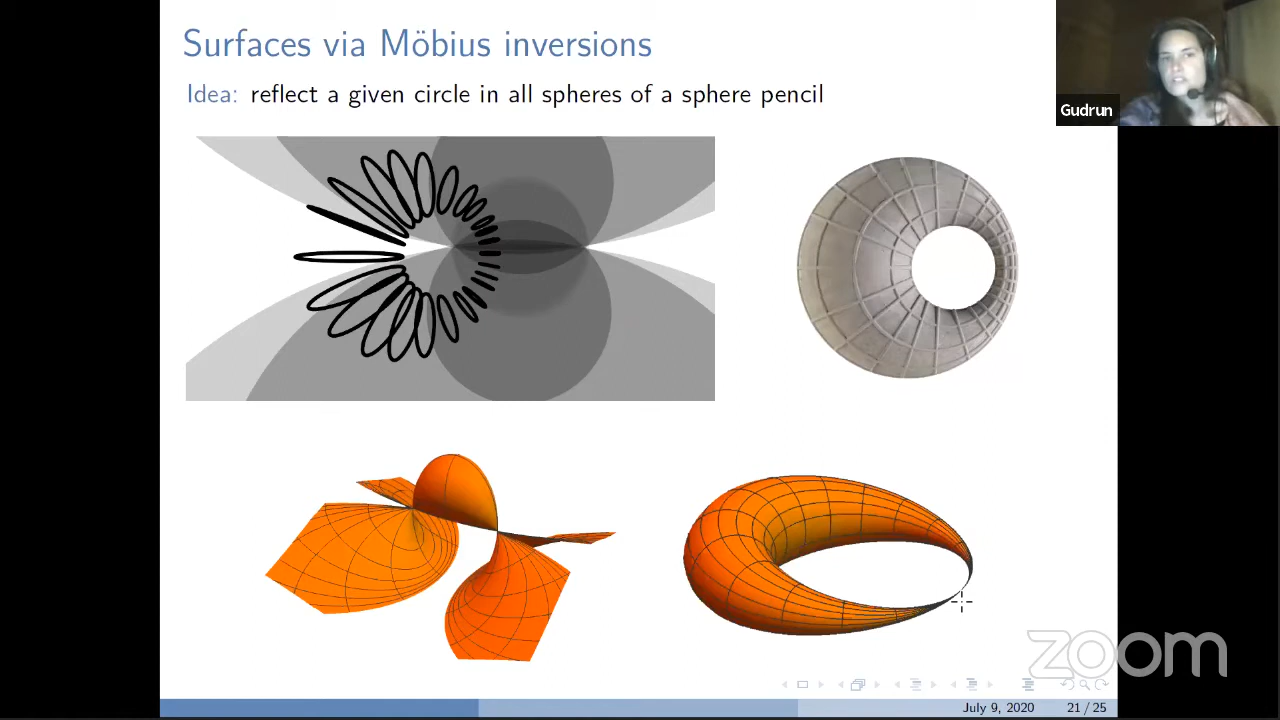 Surfaces via Möbius inversions
Idea: reflect a given circle in all spheres of a sphere pencil
Gudrun
zoom
July 9, 2020 21 / 25